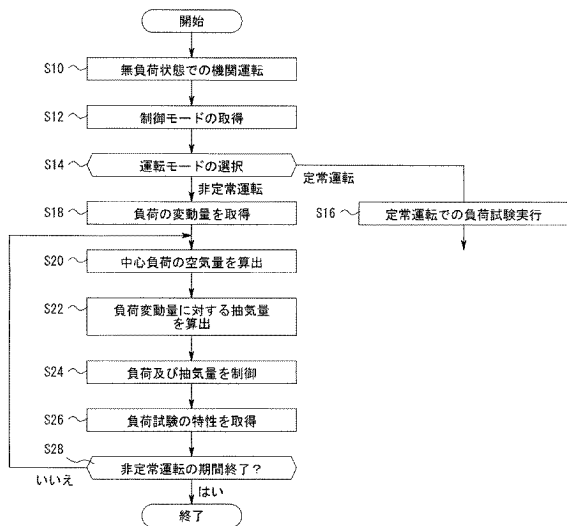 開始
S10
無負荷状態での機関運転
S12
制御モードの取得
S14
運転モードの選択
定常運転
非定常運転
S18
負荷の変動量を取得
S16
定常運転での負荷試験実行
S20
中心負荷の空気量を算出
S22
負荷変動量に対する抽気量
を算出
S24
負荷及び抽気量を制御
S26
負荷試験の特性を取得
S28
非定常運転の期間終了？
いいえ
はい
終了